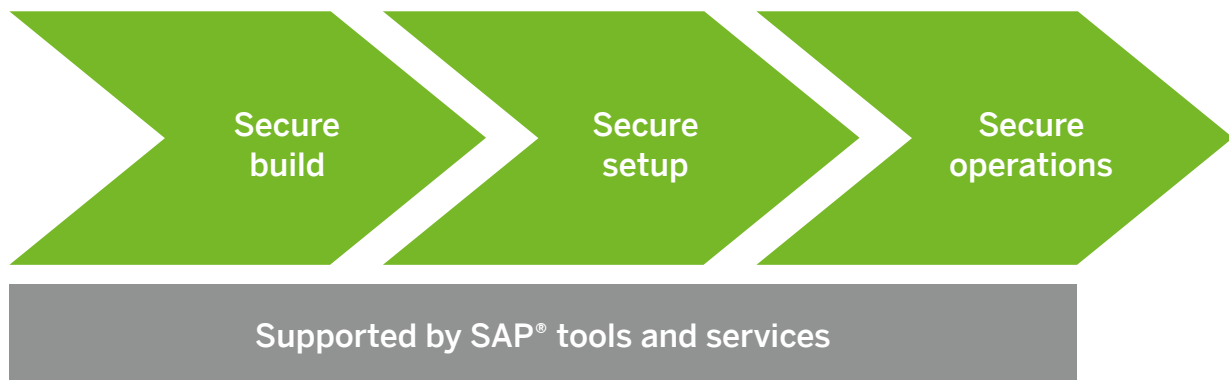 Secure
build
Secure
setup
Secure
operations
Supported by SAP® tools and services